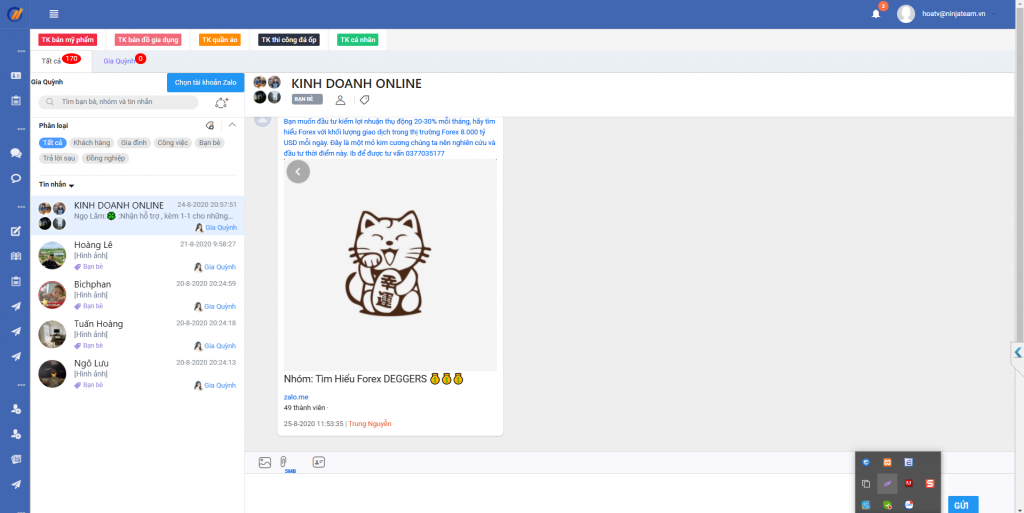 2
hoatv@ninjateam.vn
TK bán mỹ phẩm
TK bán đồ gia dụng
TK quần áo
TK thi công đá ốp
TK cá nhân
Tất cả 170
Gia Quỳnh 0
Gia Quỳnh
Chọn tài khoản Zalo
Tìm bạn bè, nhóm và tin nhắn
Phân loại
Tất cả
Khách hàng
Gia đình
Công việc
Bạn bè
Trả lời sau
Đồng nghiệp
Tin nhắn
KINH DOANH ONLINE
24-8-2020 20:57:51
Ngọ Lâm: :Nhận hỗ trợ , kèm 1-1 cho những...
Gia Quỳnh
Hoàng Lê
21-8-2020 9:58:27
[Hình ảnh]
Bạn bè
Gia Quỳnh
Bichphan
20-8-2020 20:24:59
[Hình ảnh]
Bạn bè
Gia Quỳnh
Tuấn Hoàng
20-8-2020 20:24:18
[Hình ảnh]
Bạn bè
Gia Quỳnh
Ngô Lưu
20-8-2020 20:24:13
[Hình ảnh]
Bạn bè
Gia Quỳnh
KINH DOANH ONLINE
BẠN BÈ
Bạn muốn đầu tư kiếm lợi nhuận thụ động 20-30% mỗi tháng, hãy tìm
hiểu Forex với khối lượng giao dịch trong thị trường Forex 8.000 tỷ
USD mỗi ngày. Đây là một mỏ kim cương chúng ta nên nghiên cứu và
đầu tư thời điểm này. Ib để được tư vấn 0377035177
幸
運
Nhóm: Tìm Hiểu Forex DEGGERS
zalo.me
49 thành viên ·
25-8-2020 11:53:35 | Trung Nguyễn
5MB
GỬI